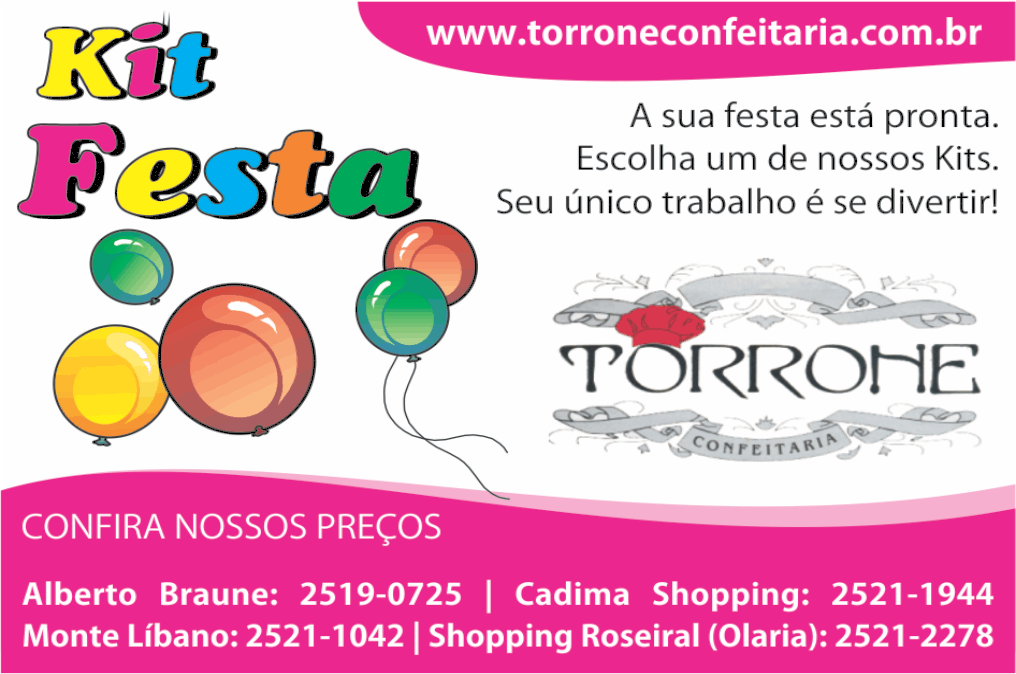 Kit
Festa
www.torroneconfeitaria.com.br
A sua festa está pronta.
Escolha um de nossos Kits.
Seu único trabalho é se divertir!
TORRONE
CONFEITARIA
CONFIRA NOSSOS PREÇOS
Alberto Braune: 2519-0725 | Cadima Shopping: 2521-1944
Monte Líbano: 2521-1042 | Shopping Roseiral (Olaria): 2521-2278